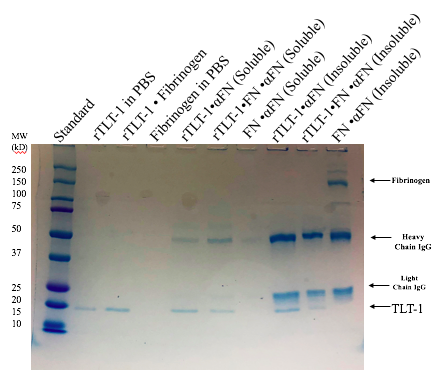 Standard
rTLT-1 in PBS
rTLT-1 • Fibrinogen
Fibrinogen in PBS
rTLT-1•αFN (Soluble)
rTLT-1•FN •αFN (Soluble)
FN •αFN (Soluble)
rTLT-1•αFN (Insoluble)
rTLT-1•FN •αFN (Insoluble)
FN •αFN (Insoluble)
MW
(kD)
250
150
100
75
50
37
25
20
15
10
Fibrinogen
Heavy
Chain IgG
Light
Chain IgG
TLT-1